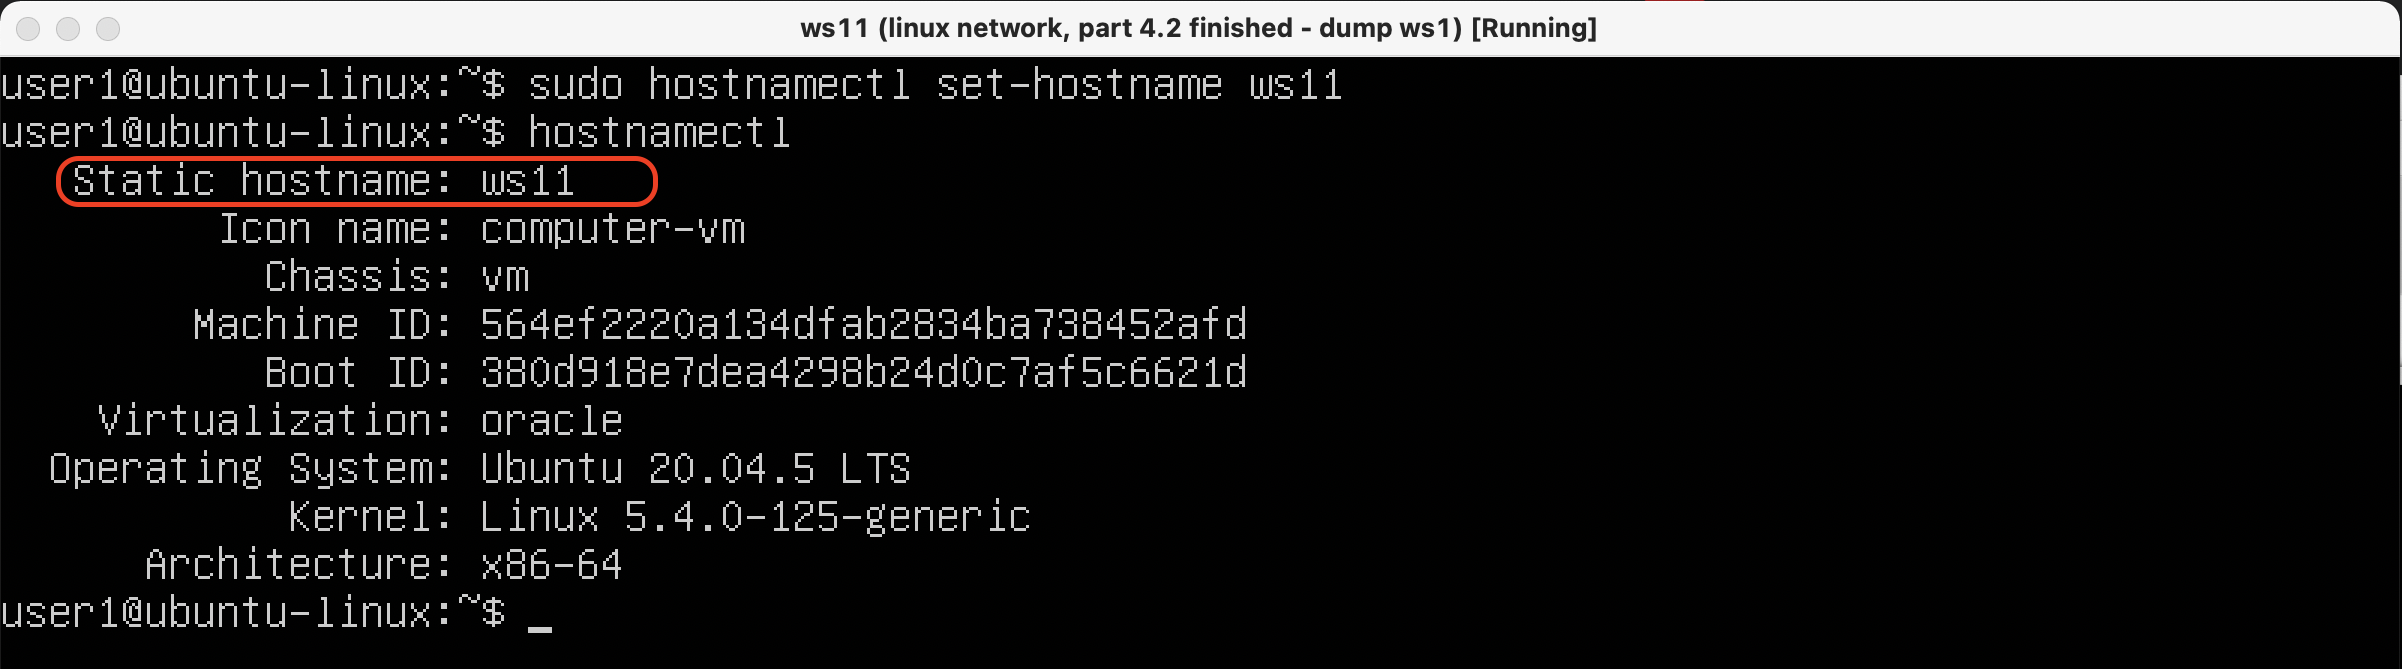 ws11 (linux network, part 4.2 finished - dump ws1) [Running]
user1@ubuntu-linux:~$ sudo hostnamectl set-hostname ws11
user1@ubuntu-linux:~$ hostnamectl
Static hostname: ws11
Icon name: computer-vm
Chassis: vm
Machine ID: 564ef2220a134dfab2834ba738452afd
Boot ID: 380d918e7dea4298b24d0c7af5c6621d
Virtualization: oracle
Operating System: Ubuntu 20.04.5 LTS
Kernel: Linux 5.4.0-125-generic
Architecture: x86-64
user1@ubuntu-linux:~$ _